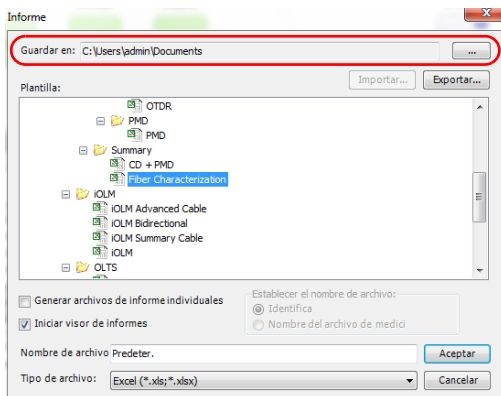 Informe
Guardar en: C:\Users\admin\Documents ...
Importar... Exportar...
Plantilla:
OTDR
PMD
PMD
Summary
CD + PMD
Fiber Characterization
iOLM
iOLM Advanced Cable
iOLM Bidirectional
iOLM Summary Cable
iOLM
OLTS
Generar archivos de informe individuales
Establecer el nombre de archivo:
Identifica
Iniciar visor de informes
Nombre del archivo de medici
Nombre de archivo Predeter. Aceptar
Tipo de archivo: Excel (*.xls;*.xlsx) Cancelar